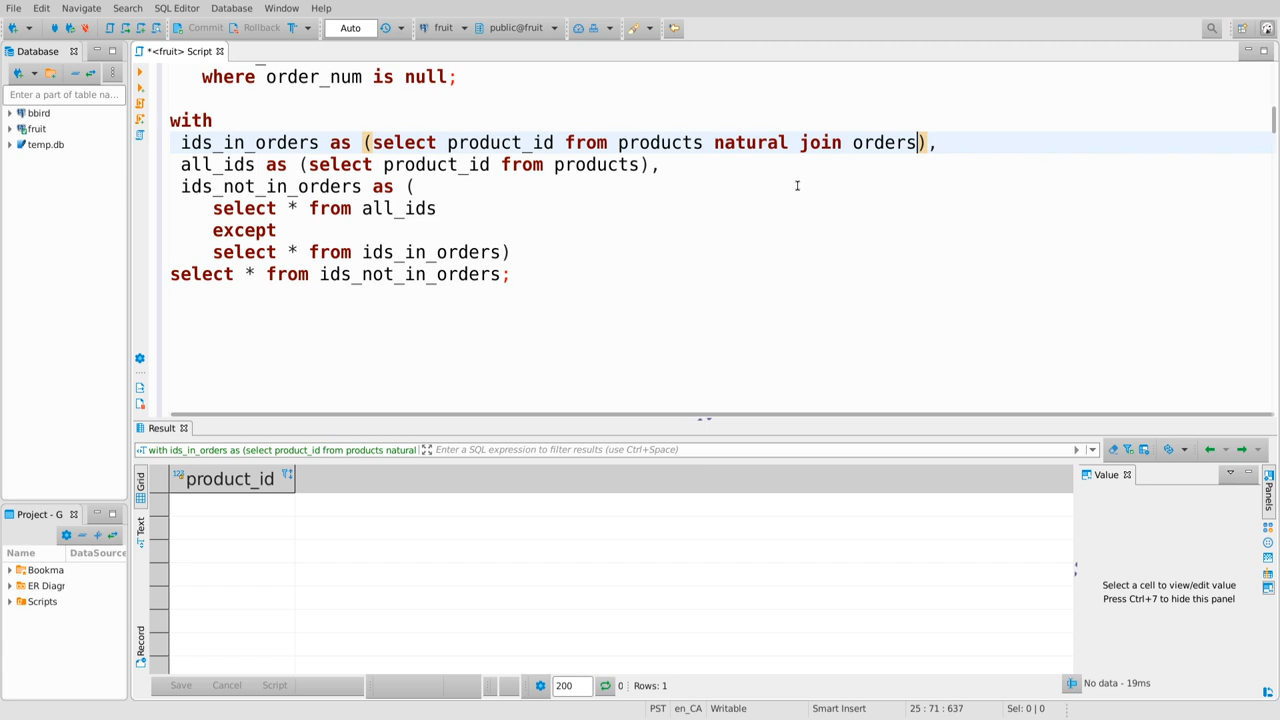 File Edit Navigate Search SQL Editor Database Window Help
Commit Rollback Auto fruit public@fruit
Database *<fruit> Script
Enter a part of table na...
bbird
fruit
temp.db
where order_num is null;
with
ids_in_orders as (select product_id from products natural join orders),
all_ids as (select product_id from products),
ids_not_in_orders as (
select * from all_ids
except
select * from ids_in_orders)
select * from ids_not_in_orders;
Result
with ids_in_orders as (select product_id from products natural Enter a SQL expression to filter results (use Ctrl+Space)
Grid
Text
Record
123 product_id
Value
Panels
Select a cell to view/edit value
Press Ctrl+7 to hide this panel
Project - G
Name DataSource
Bookma
ER Diagr
Scripts
Save Cancel Script 200 0 Rows: 1
No data - 19ms
PST en_CA Writable Smart Insert 25 : 71 : 637 Sel: 0 | 0